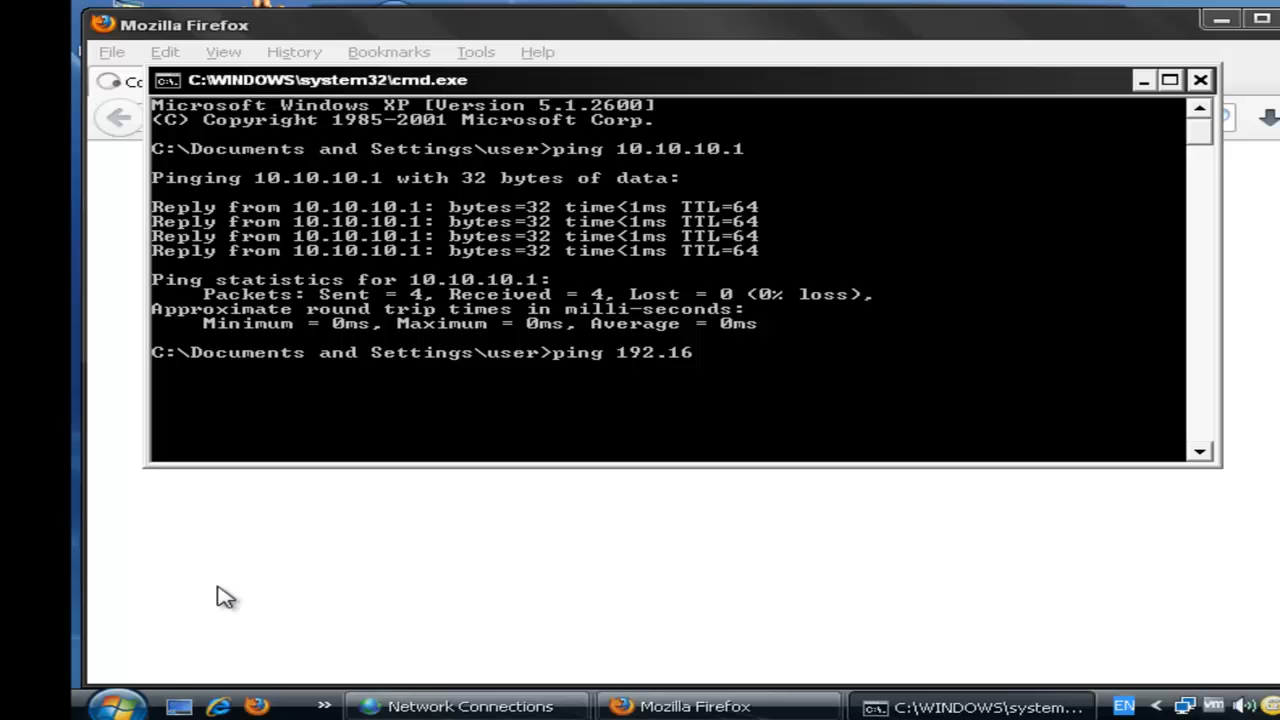 Mozilla Firefox
File Edit View History Bookmarks Tools Help
Co
C:\WINDOWS\system32\cmd.exe
Microsoft Windows XP [Version 5.1.2600]
(C) Copyright 1985-2001 Microsoft Corp.
C:\Documents and Settings\user>ping 10.10.10.1
Pinging 10.10.10.1 with 32 bytes of data:
Reply from 10.10.10.1: bytes=32 time<1ms TTL=64
Reply from 10.10.10.1: bytes=32 time<1ms TTL=64
Reply from 10.10.10.1: bytes=32 time<1ms TTL=64
Reply from 10.10.10.1: bytes=32 time<1ms TTL=64
Ping statistics for 10.10.10.1:
Packets: Sent = 4, Received = 4, Lost = 0 (0% loss),
Approximate round trip times in milli-seconds:
Minimum = 0ms, Maximum = 0ms, Average = 0ms
C:\Documents and Settings\user>ping 192.16
Network Connections Mozilla Firefox C:\WINDOWS\system... EN vm